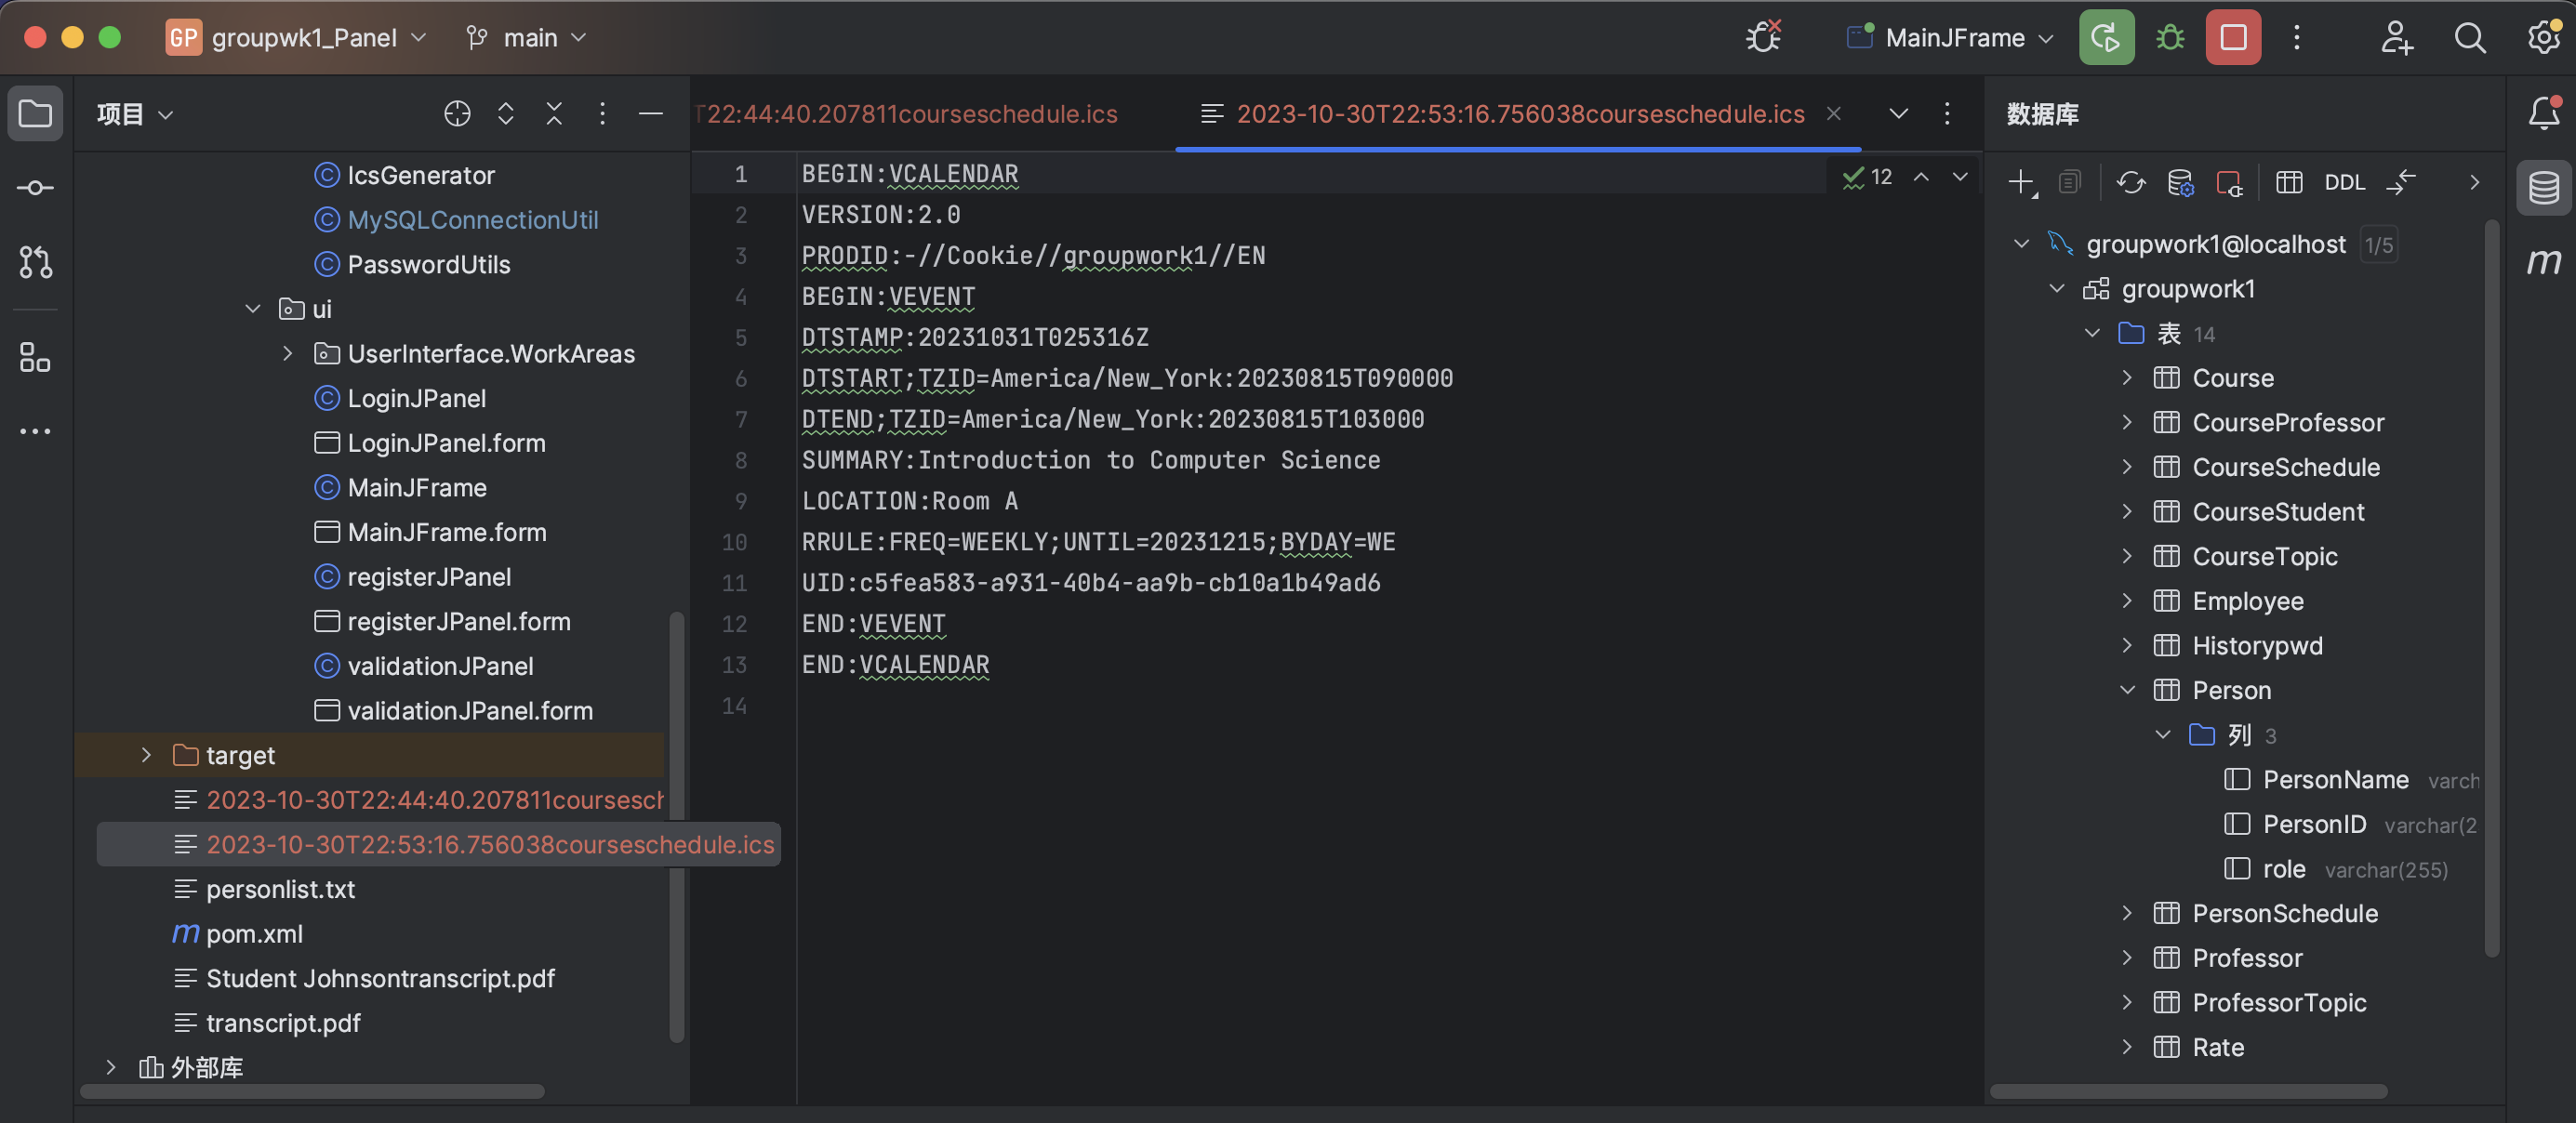 GP groupwk1_Panel main MainJFrame
项目
IcsGenerator
MySQLConnectionUtil
PasswordUtils
ui
UserInterface.WorkAreas
LoginJPanel
LoginJPanel.form
MainJFrame
MainJFrame.form
registerJPanel
registerJPanel.form
validationJPanel
validationJPanel.form
target
2023-10-30T22:44:40.207811coursesch
2023-10-30T22:53:16.756038courseschedule.ics
personlist.txt
m pom.xml
Student Johnsontranscript.pdf
transcript.pdf
外部库
T22:44:40.207811courseschedule.ics 2023-10-30T22:53:16.756038courseschedule.ics
12
1 BEGIN:VCALENDAR
2 VERSION:2.0
3 PRODID:-//Cookie//groupwork1//EN
4 BEGIN:VEVENT
5 DTSTAMP:20231031T025316Z
6 DTSTART;TZID=America/New_York:20230815T090000
7 DTEND;TZID=America/New_York:20230815T103000
8 SUMMARY:Introduction to Computer Science
9 LOCATION:Room A
10 RRULE:FREQ=WEEKLY;UNTIL=20231215;BYDAY=WE
11 UID:c5fea583-a931-40b4-aa9b-cb10a1b49ad6
12 END:VEVENT
13 END:VCALENDAR
14
数据库
DDL
groupwork1@localhost 1/5
groupwork1
表 14
Course
CourseProfessor
CourseSchedule
CourseStudent
CourseTopic
Employee
Historypwd
Person
列 3
PersonName varch
PersonID varchar(2
role varchar(255)
PersonSchedule
Professor
ProfessorTopic
Rate
m